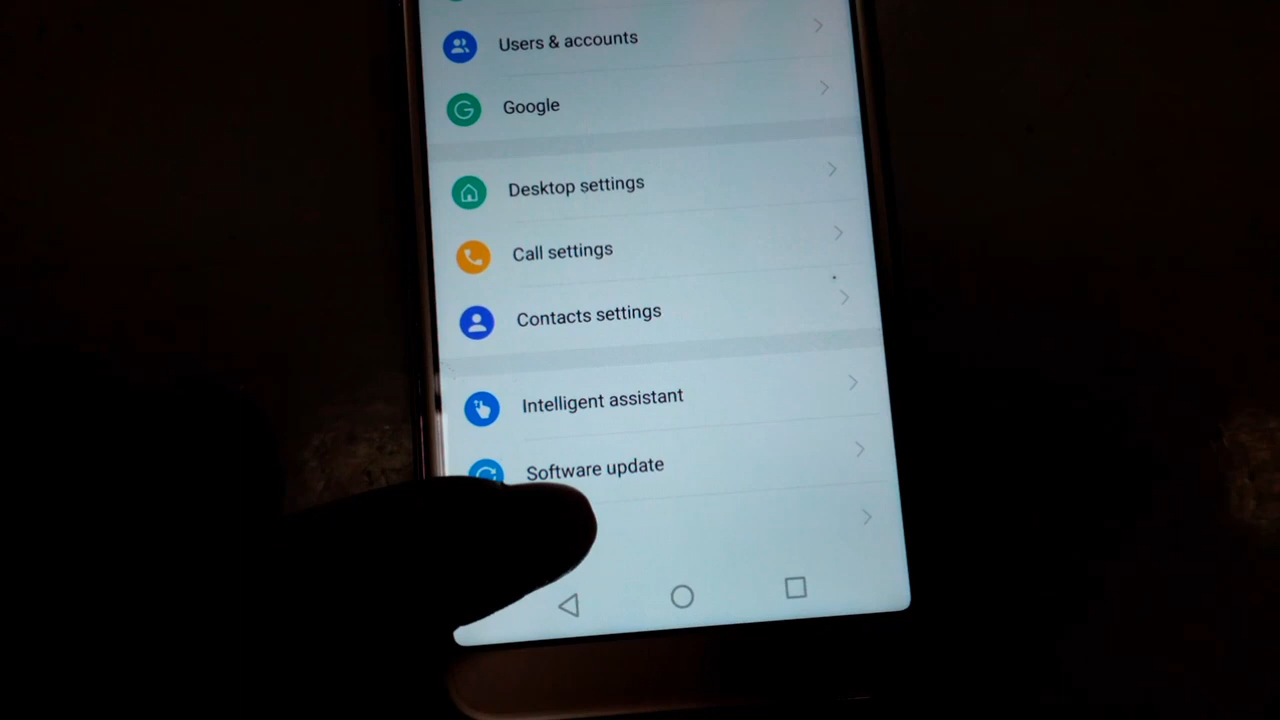 Users & accounts
Google
Desktop settings
Call settings
Contacts settings
Intelligent assistant
Software update